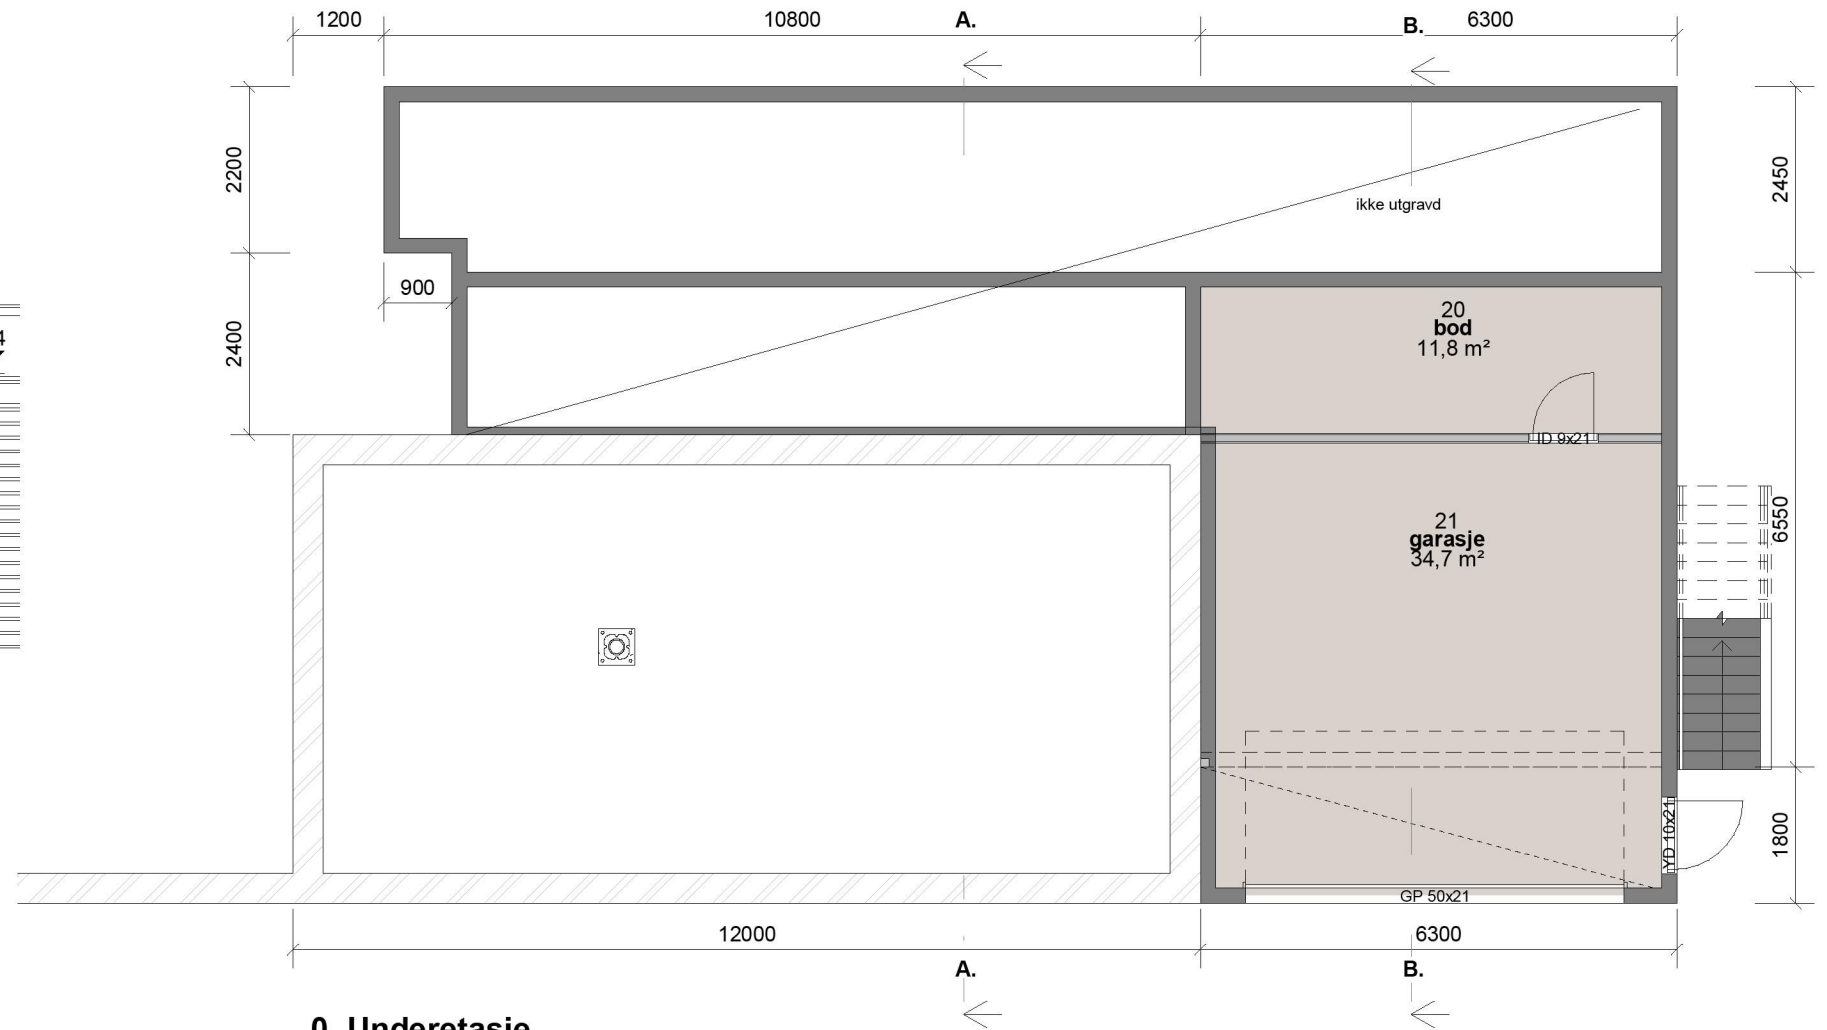 1200
10800
A.
B.
6300
2200
2450
ikke utgravd
900
4
2400
20
bod
11,8 m²
ID 9x21
21
garasje
34,7 m²
6550
YD 10x21
1800
GP 50x21
12000
6300
A.
B.
0. Underetasje